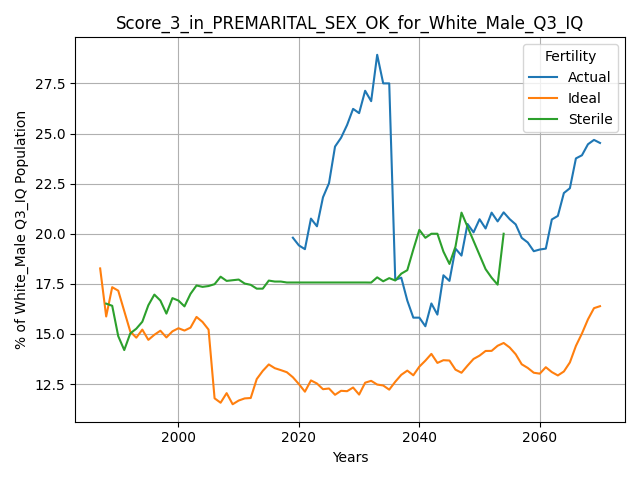 Score_3_in_PREMARITAL_SEX_OK_for_White_Male_Q3_IQ
Fertility
Actual
Ideal
Sterile
% of White_Male Q3_IQ Population
27.5
25.0
22.5
20.0
17.5
15.0
12.5
2000
2020
2040
2060
Years